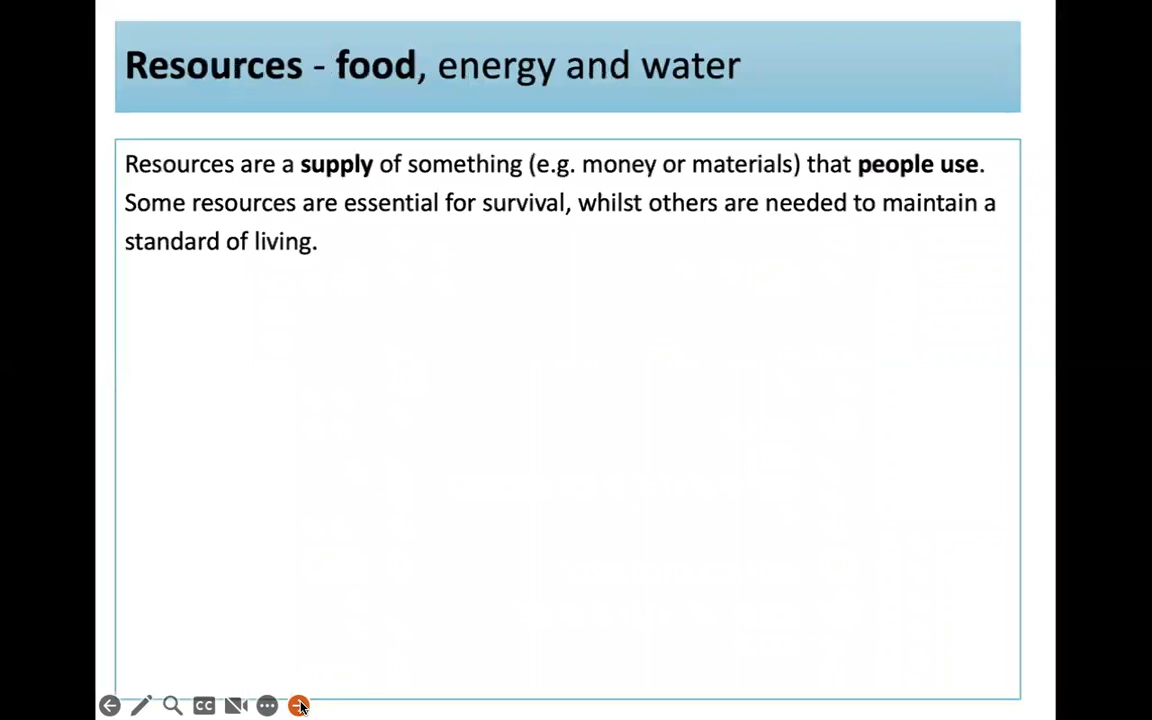 Resources - food, energy and water
Resources are a supply of something (e.g. money or materials) that people use.
Some resources are essential for survival, whilst others are needed to maintain a
standard of living.
CC